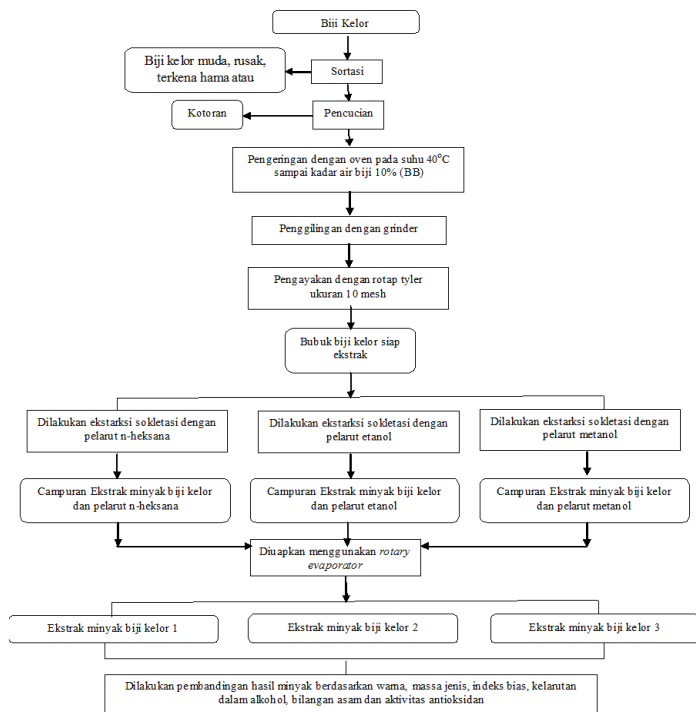 Biji Kelor
Biji kelor muda, rusak,
terkena hama atau
Sortasi
Kotoran
Pencucian
Pengeringan dengan oven pada suhu 40°C
sampai kadar air biji 10% (BB)
Penggilingan dengan grinder
Pengayakan dengan rotap tyler
ukuran 10 mesh
Bubuk biji kelor siap
ekstrak
Dilakukan ekstarksi sokletasi dengan
pelarut n-heksana
Dilakukan ekstarksi sokletasi dengan
pelarut etanol
Dilakukan ekstarksi sokletasi dengan
pelarut metanol
Campuran Ekstrak minyak biji kelor
dan pelarut n-heksana
Campuran Ekstrak minyak biji kelor
dan pelarut etanol
Campuran Ekstrak minyak biji kelor
dan pelarut metanol
Diuapkan menggunakan rotary
evaporator
Ekstrak minyak biji kelor 1
Ekstrak minyak biji kelor 2
Ekstrak minyak biji kelor 3
Dilakukan pembandingan hasil minyak berdasarkan warna, massa jenis, indeks bias, kelarutan
dalam alkohol, bilangan asam dan aktivitas antioksidan